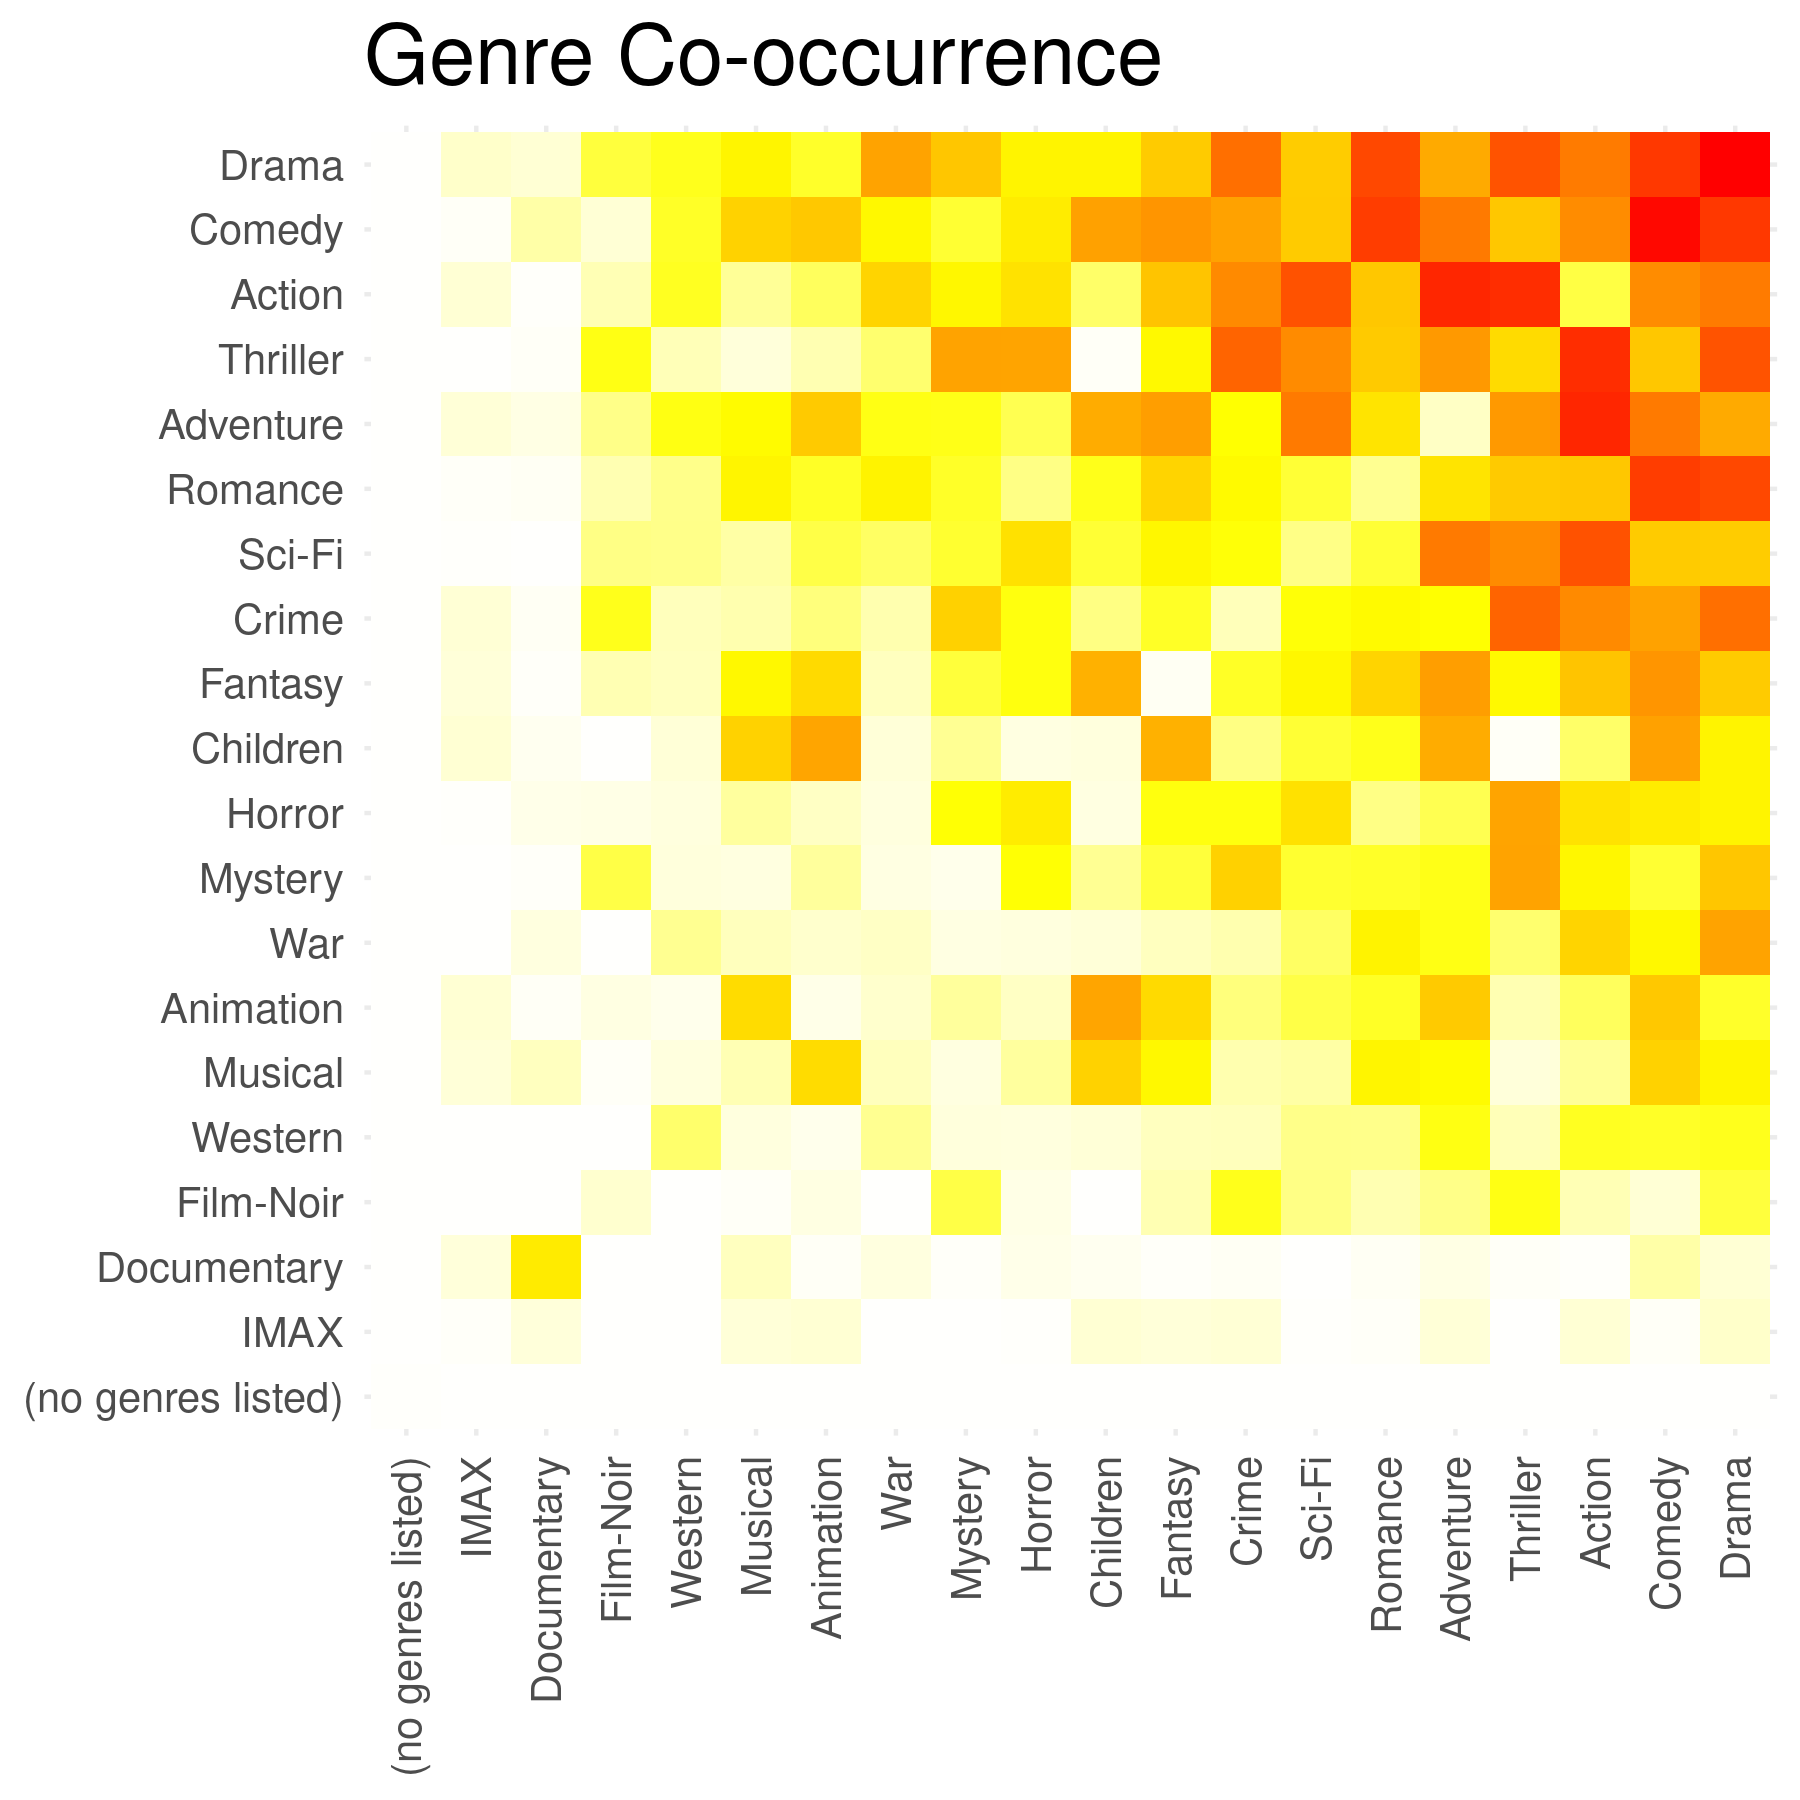 Genre Co-occurrence
Drama
Comedy
Action
Thriller
Adventure
Romance
Sci-Fi
Crime
Fantasy
Children
Horror
Mystery
War
Animation
Musical
Western
Film-Noir
Documentary
IMAX
(no genres listed)
(no genres listed)
IMAX
Documentary
Film-Noir
Western
Musical
Animation
War
Mystery
Horror
Children
Fantasy
Crime
Sci-Fi
Romance
Adventure
Thriller
Action
Comedy
Drama